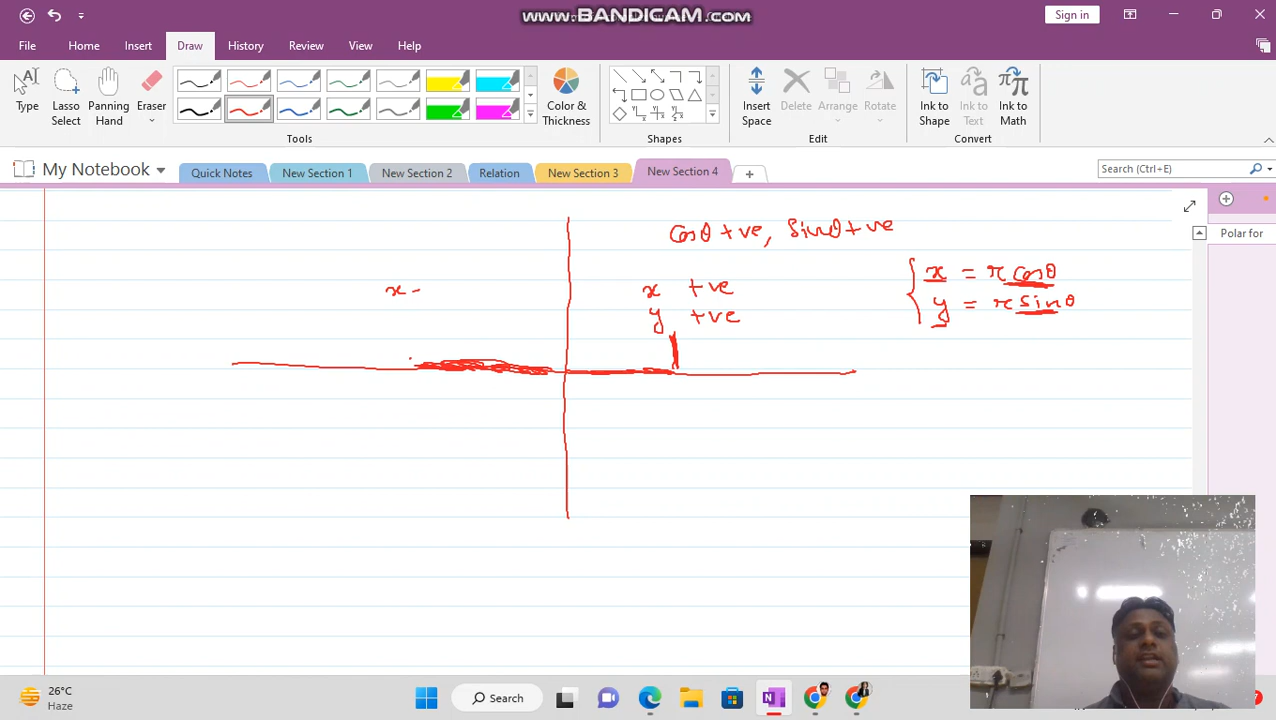 www.BANDICAM.com
Sign in
File Home Insert Draw History Review View Help
Type
Lasso Select
Panning Hand
Eraser
Color & Thickness
Insert Space
Delete
Arrange
Rotate
Ink to Shape
Ink to Text
Ink to Math
Tools
Shapes
Edit
Convert
My Notebook
Quick Notes
New Section 1
New Section 2
Relation
New Section 3
New Section 4
Search (Ctrl+E)
Polar for
cosθ +ve, Sinθ +ve
x = r cosθ
y = r sinθ
x -
x +ve
y +ve
26°C
Haze
Search